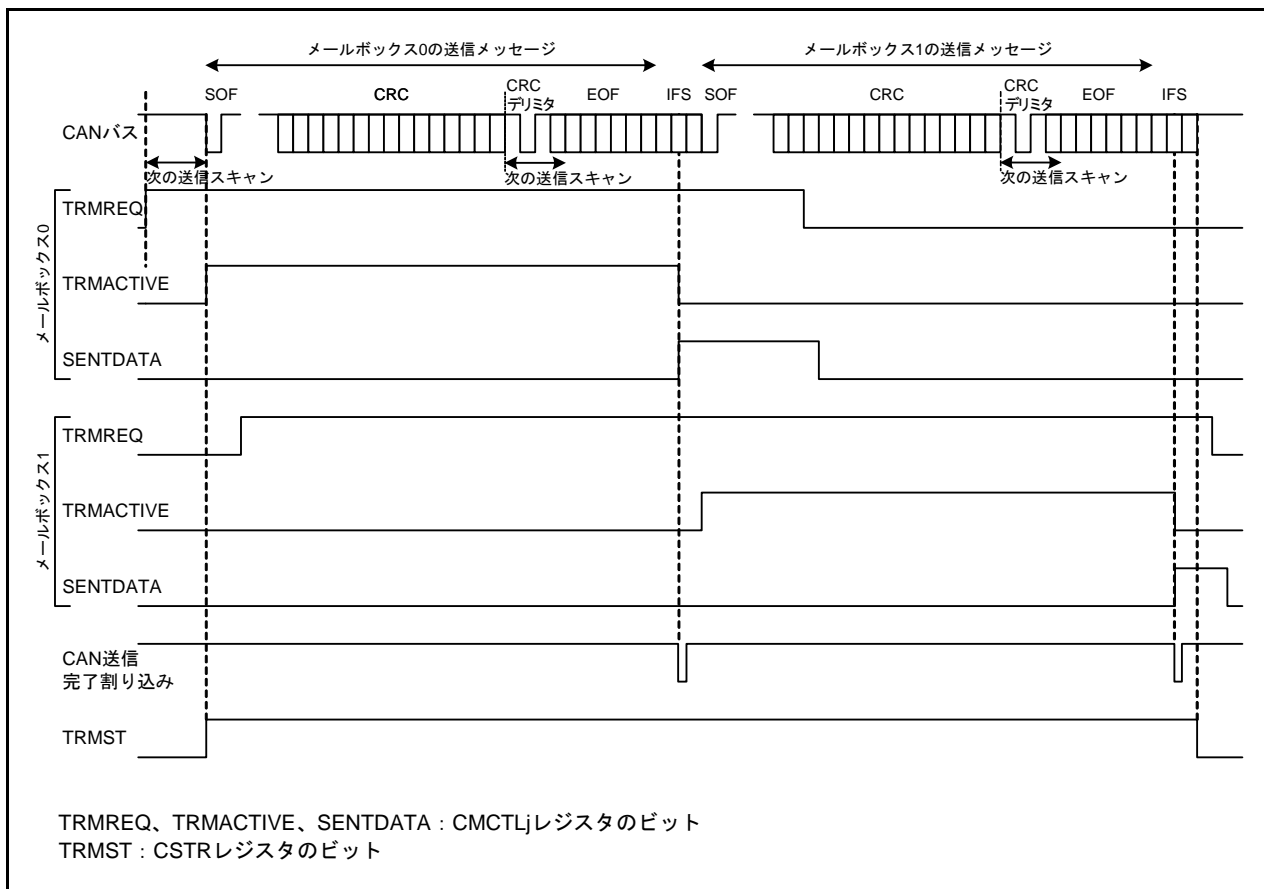 メールボックス0の送信メッセージ
メールボックス1の送信メッセージ
SOF
CRC
CRC
デリミタ
EOF
IFS
SOF
CRC
CRC
デリミタ
EOF
IFS
CANバス
次の送信スキャン
次の送信スキャン
次の送信スキャン
メールボックス0
TRMREQ
TRMACTIVE
SENTDATA
メールボックス1
TRMREQ
TRMACTIVE
SENTDATA
CAN送信
完了割り込み
TRMST
TRMREQ、TRMACTIVE、SENTDATA：CMCTLjレジスタのビット
TRMST：CSTRレジスタのビット